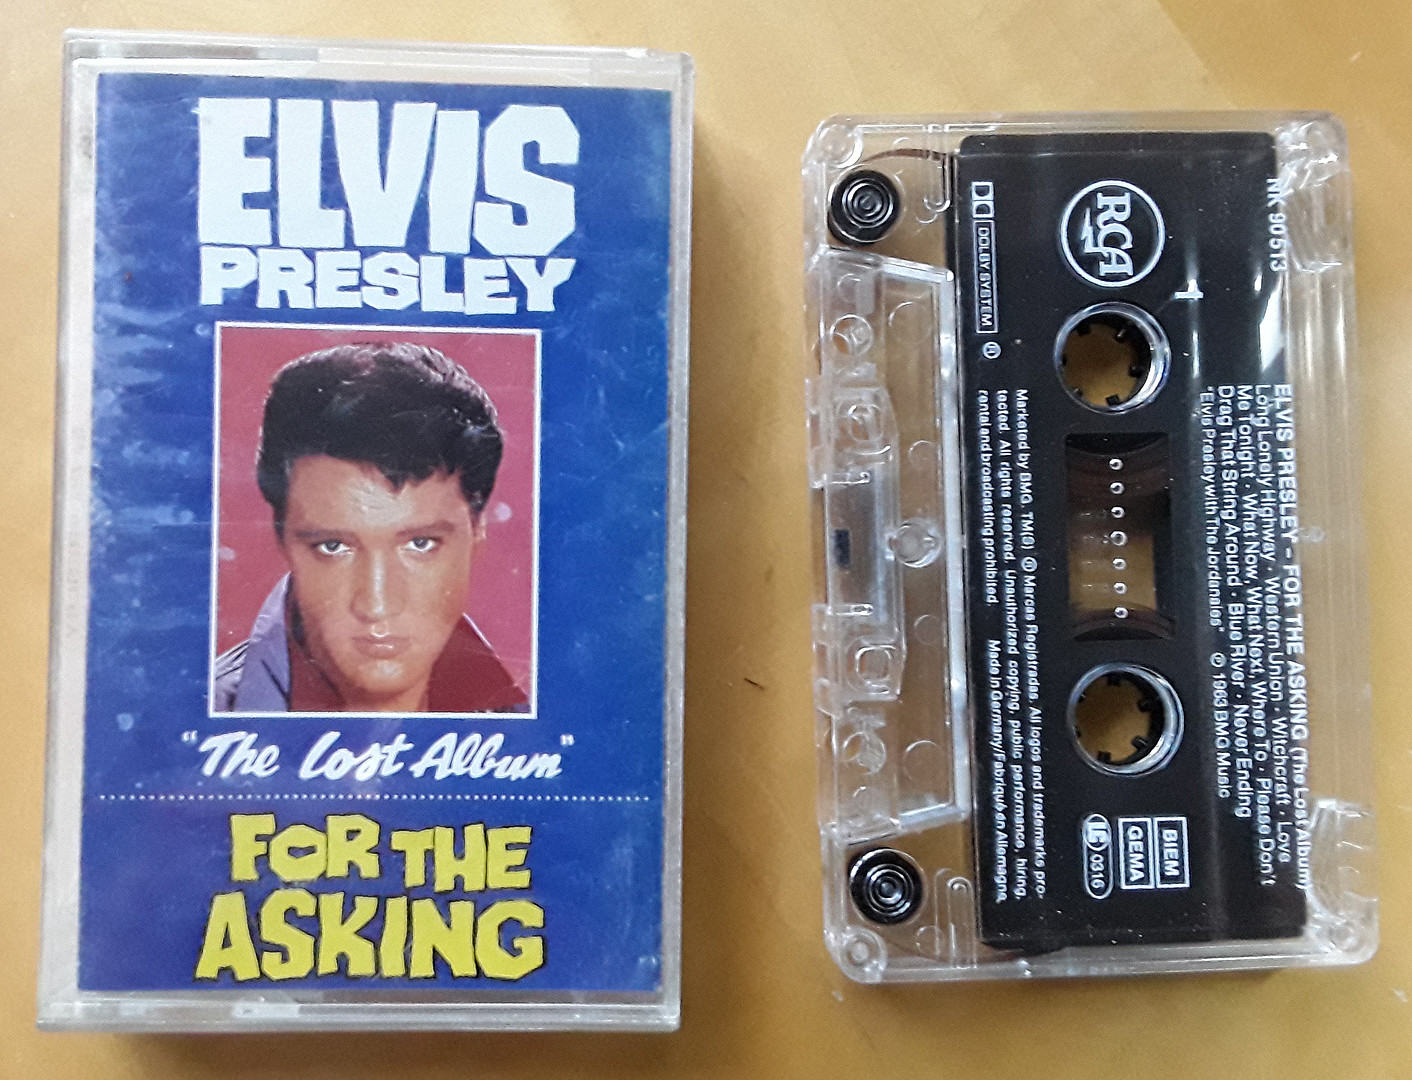 ELVIS
PRESLEY
"The Lost Album"
FOR THE
ASKING
NK 90513
ELVIS PRESLEY – FOR THE ASKING (The Lost Album)
Long Lonely Highway · Western Union · Witchcraft · Love
Me Tonight · What Now, What Next, Where To · Please Don't
Drag That String Around · Blue River · Never Ending
"Elvis Presley with The Jordanaires" ℗ 1963 BMG Music
1
RCA
BIEM
GEMA
LC 0316
Marketed by BMG. TM(S) ® Marcas Registradas. All logos and trademarks pro-
tected. All rights reserved. Unauthorized copying, public performance, hiring,
rental and broadcasting prohibited. Made in Germany/Fabriqué en Allemagne.
DOLBY SYSTEM